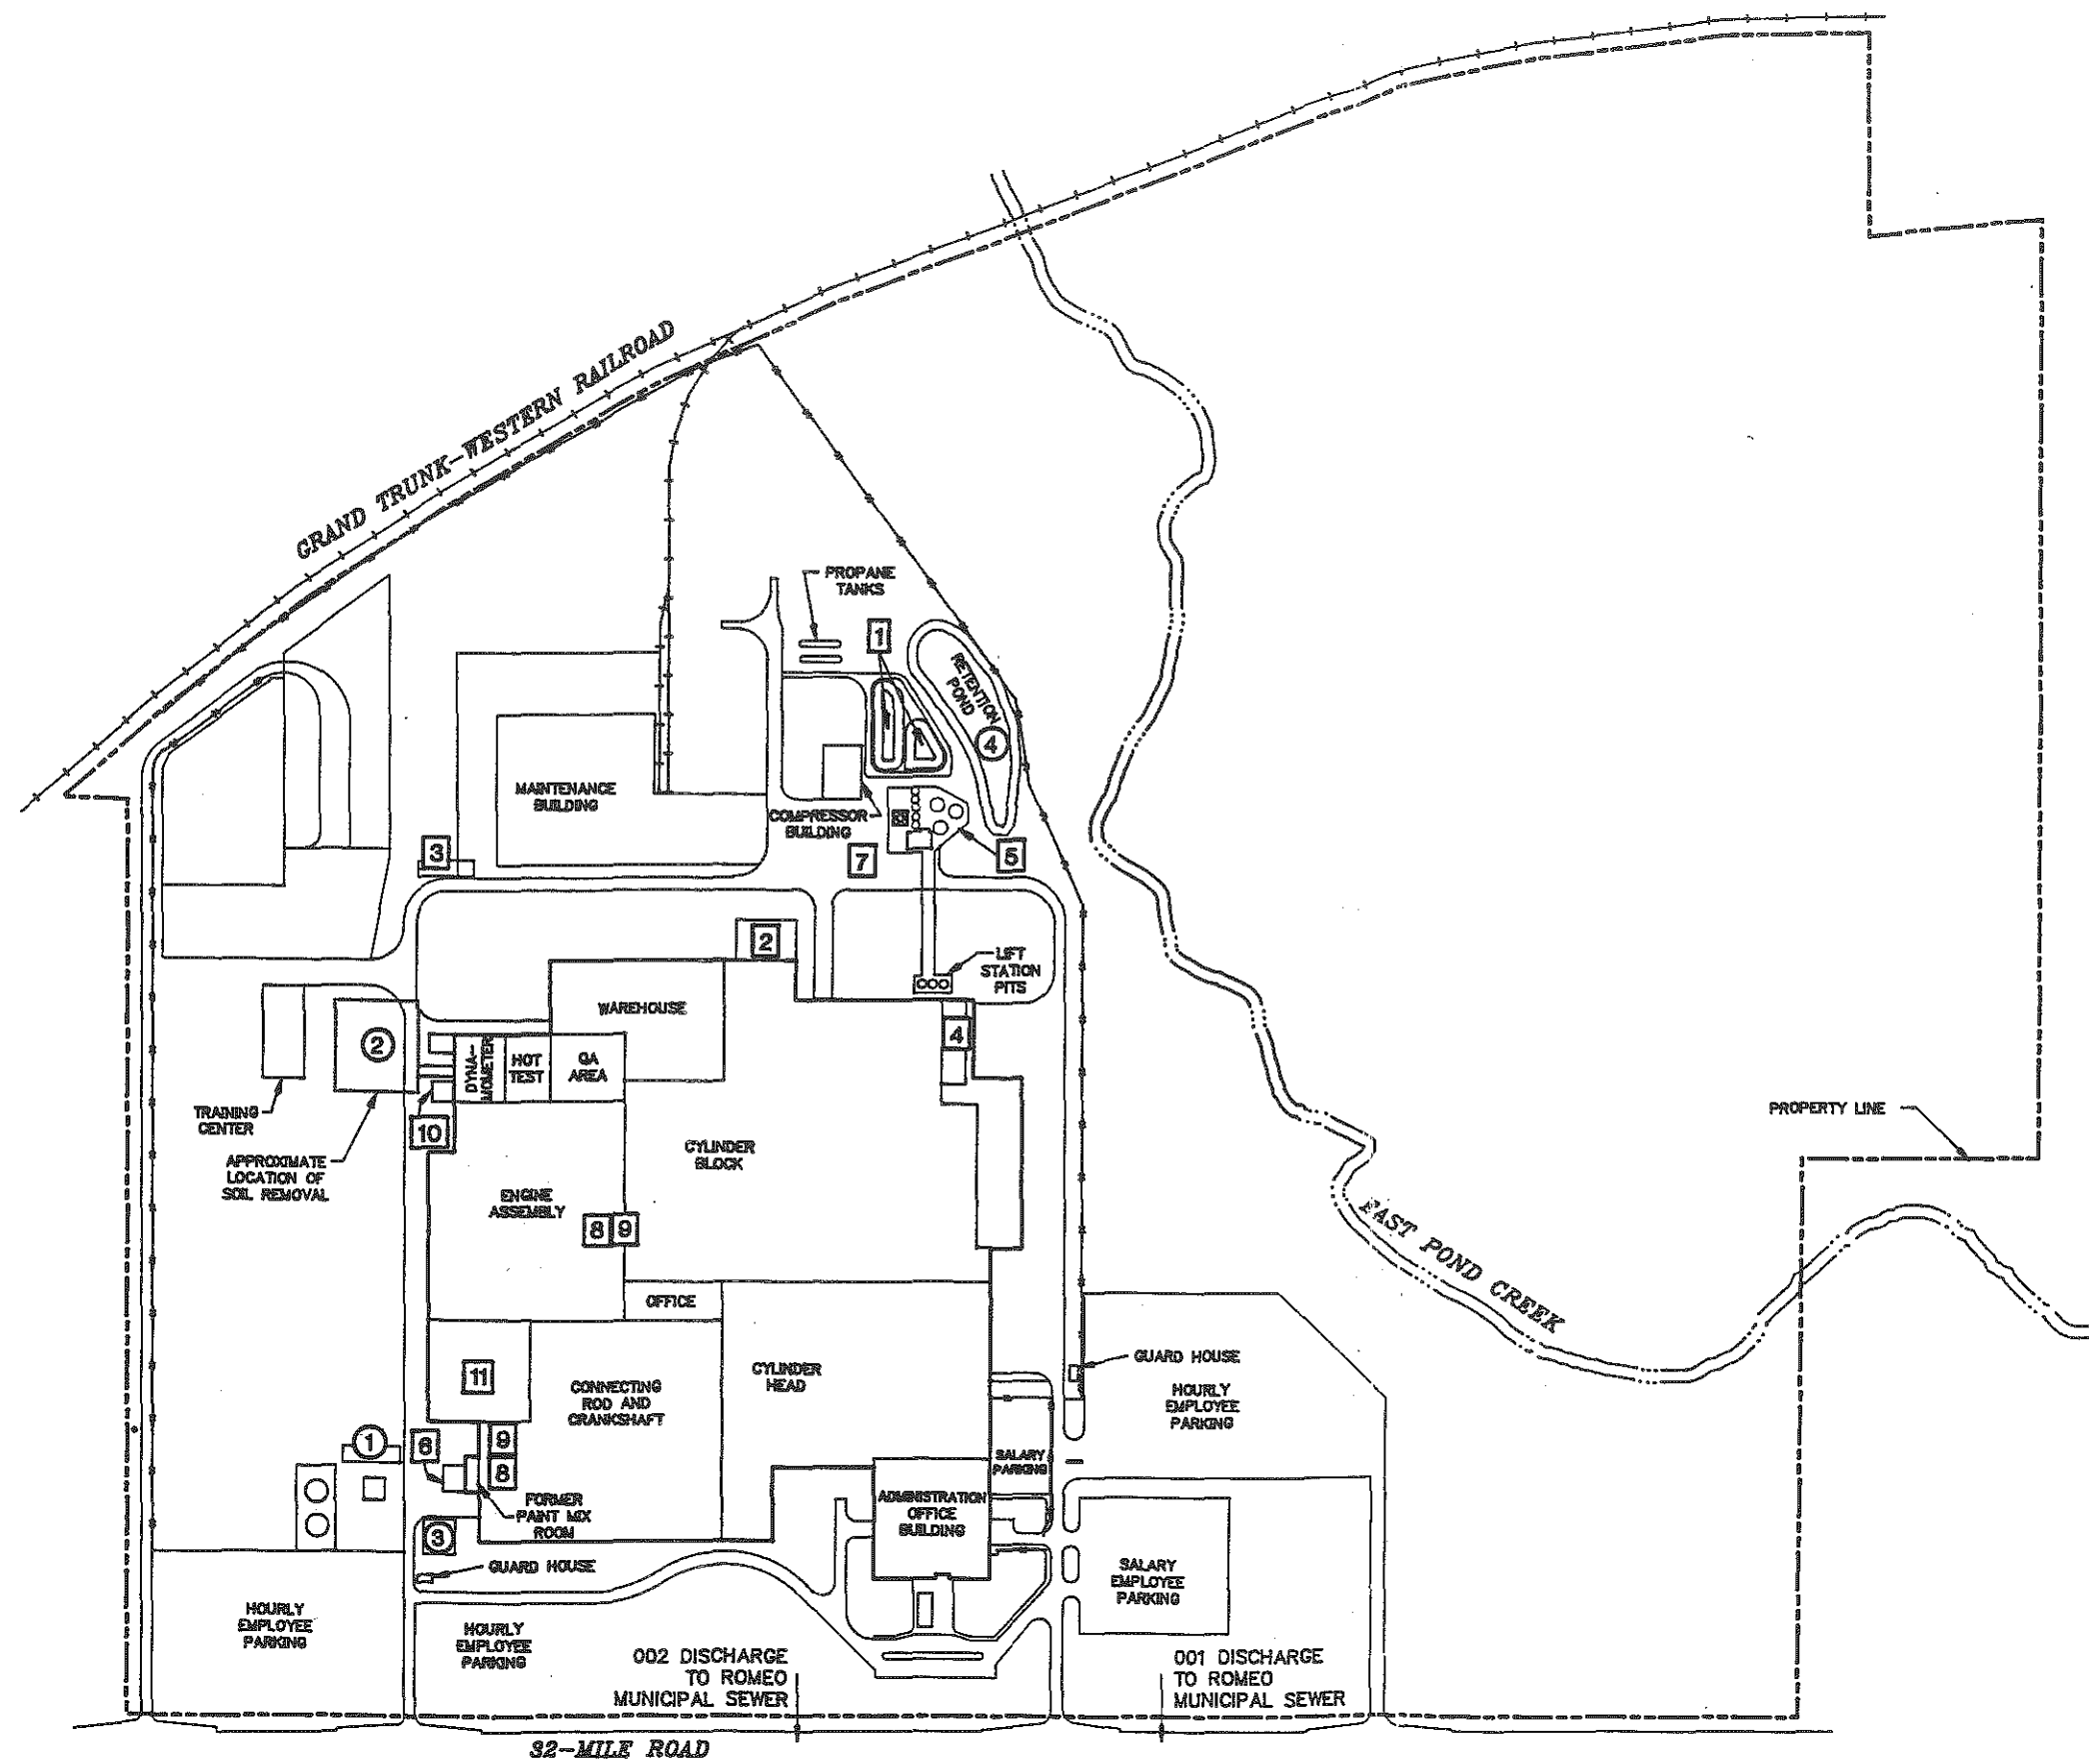 GRAND TRUNK-WESTERN RAILROAD
PROPANE
TANKS
1
RETENTION
POND
4
MAINTENANCE
BUILDING
COMPRESSOR
BUILDING
3
7
5
2
LIFT
STATION
PITS
WAREHOUSE
4
2
DYNA-
MOMETER
HOT
TEST
QA
AREA
TRAINING
CENTER
10
APPROXIMATE
LOCATION OF
SOIL REMOVAL
CYLINDER
BLOCK
PROPERTY LINE
ENGINE
ASSEMBLY
8 9
EAST POND CREEK
OFFICE
GUARD HOUSE
11
CONNECTING
ROD AND
CRANKSHAFT
CYLINDER
HEAD
HOURLY
EMPLOYEE
PARKING
1
6
9
8
SALARY
PARKING
FORMER
PAINT MIX
ROOM
ADMINISTRATION
OFFICE
BUILDING
3
GUARD HOUSE
SALARY
EMPLOYEE
PARKING
HOURLY
EMPLOYEE
PARKING
HOURLY
EMPLOYEE
PARKING
002 DISCHARGE
TO ROMEO
MUNICIPAL SEWER
001 DISCHARGE
TO ROMEO
MUNICIPAL SEWER
32-MILE ROAD